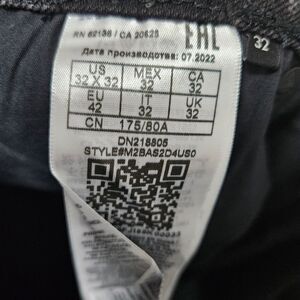 RN 62136 / CA 20525
EAC
Дата производства: 07.2022
32
US
32 X 32
MEX
32
CA
32
EU
42
IT
32
UK
32
CN
175/80A
DN218805
STYLE#M2BAS2D4US0